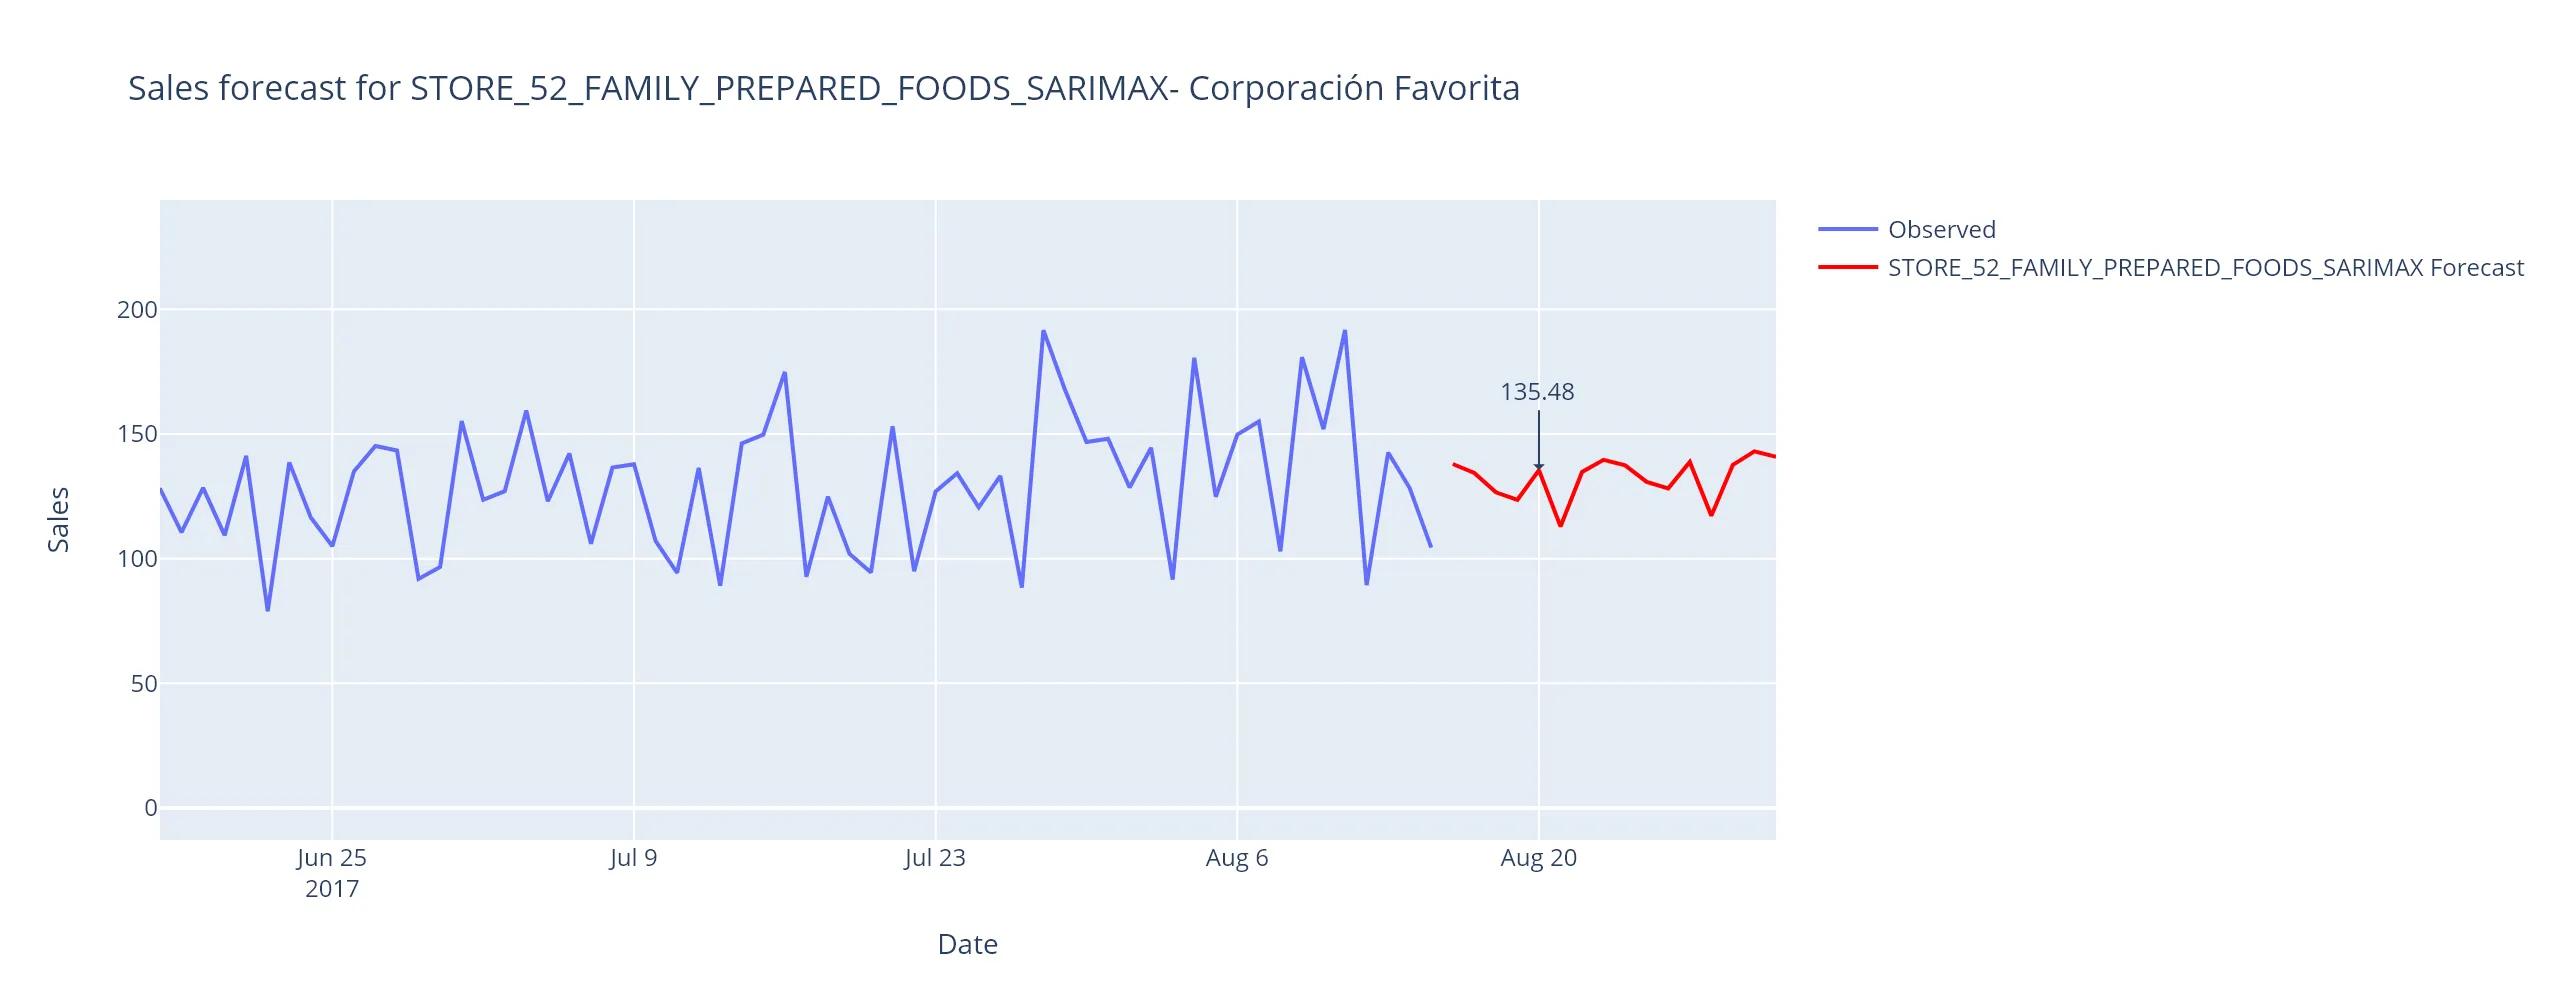 Sales forecast for STORE_52_FAMILY_PREPARED_FOODS_SARIMAX- Corporación Favorita
Observed
STORE_52_FAMILY_PREPARED_FOODS_SARIMAX Forecast
200
150
100
50
0
135.48
Sales
Jun 25
2017
Jul 9
Jul 23
Aug 6
Aug 20
Date